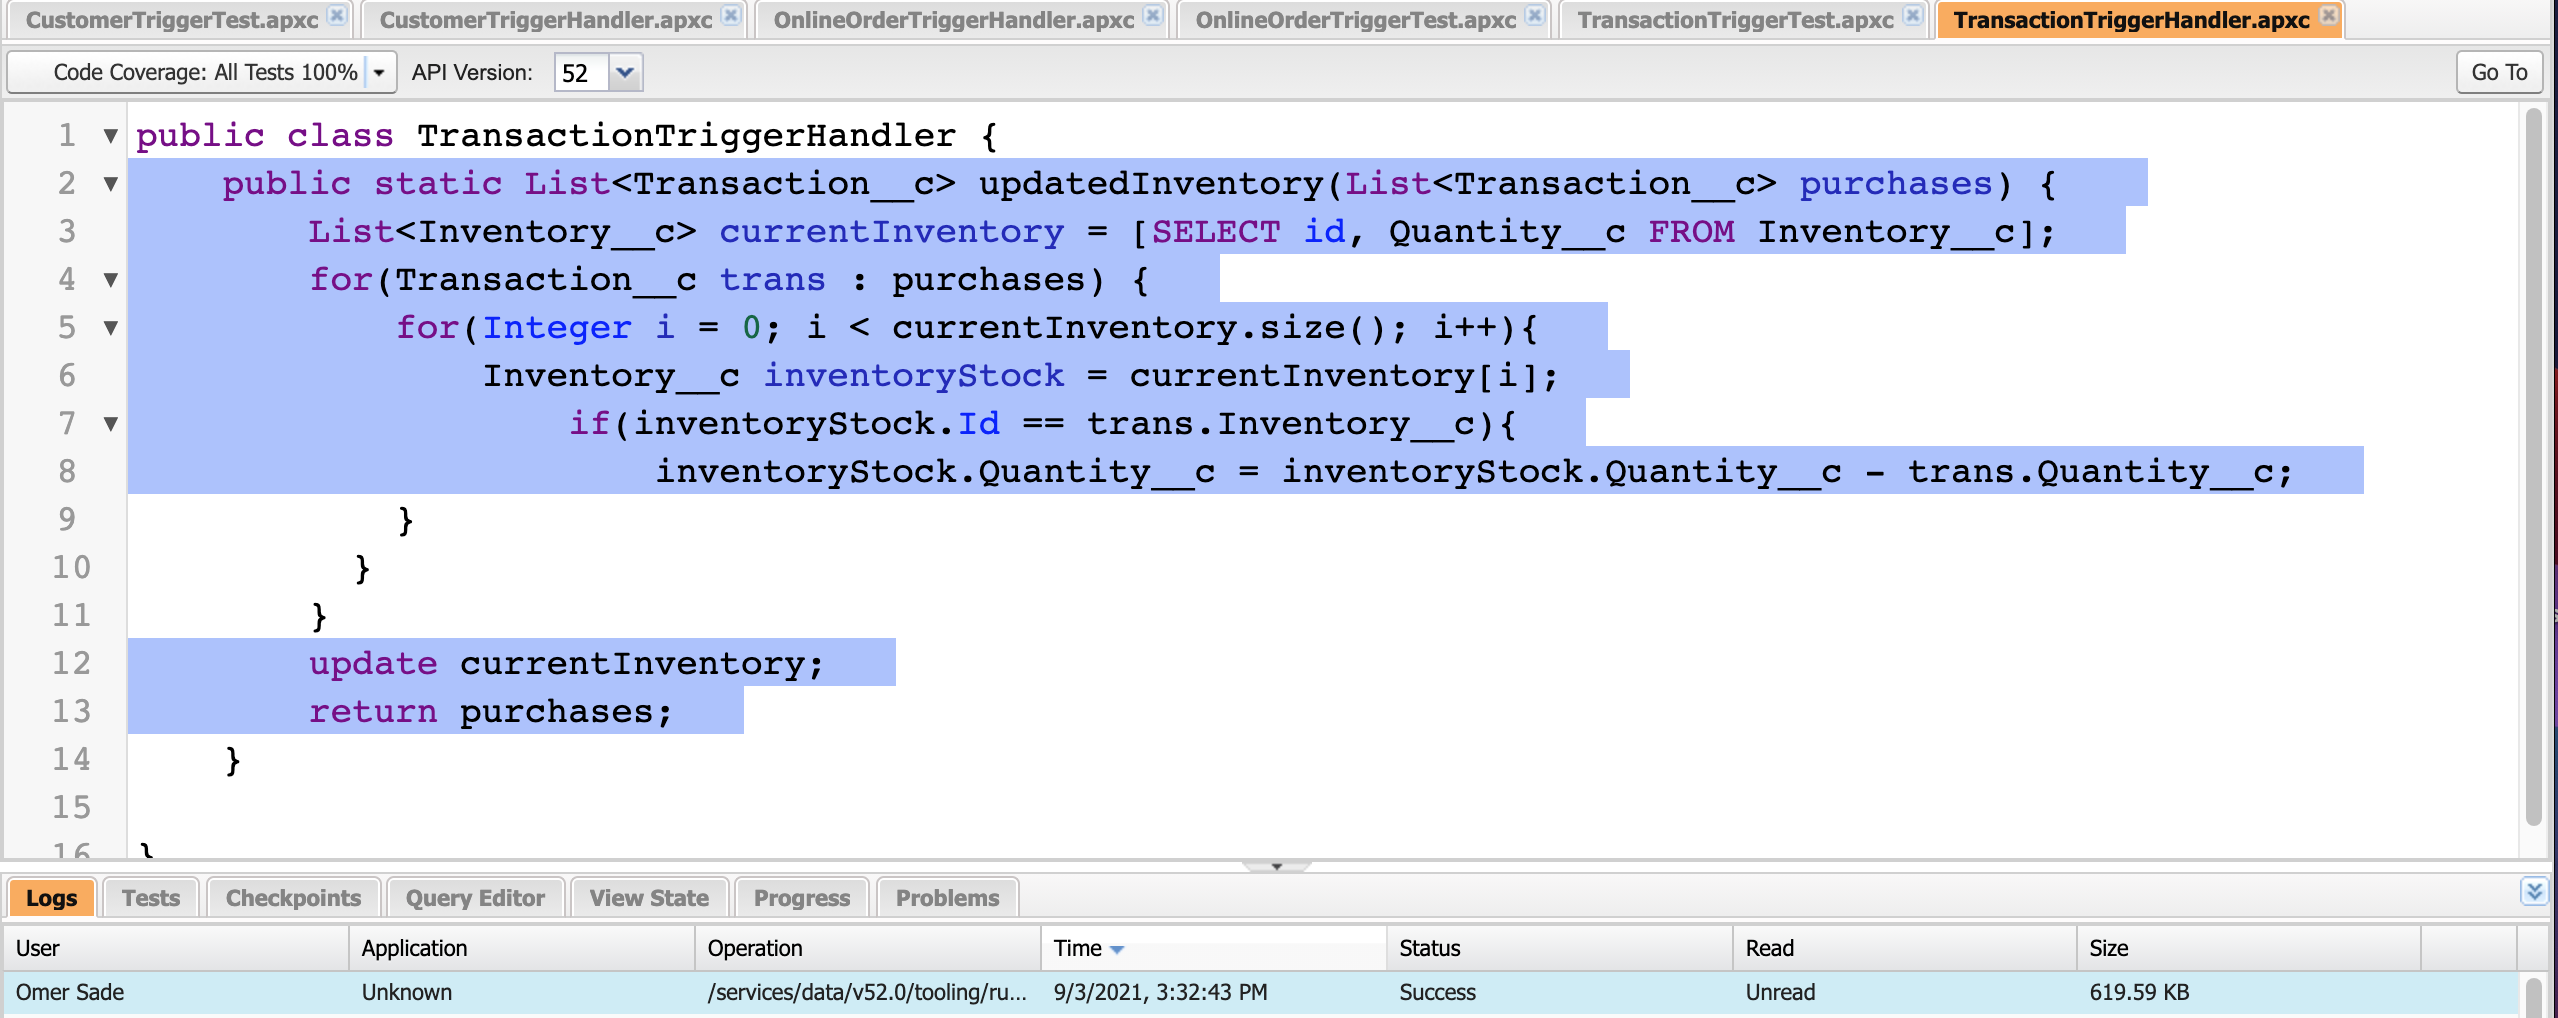 CustomerTriggerTest.apxc CustomerTriggerHandler.apxc OnlineOrderTriggerHandler.apxc OnlineOrderTriggerTest.apxc TransactionTriggerTest.apxc TransactionTriggerHandler.apxc
Code Coverage: All Tests 100% API Version: 52 Go To
1 public class TransactionTriggerHandler {
2 public static List<Transaction__c> updatedInventory(List<Transaction__c> purchases) {
3 List<Inventory__c> currentInventory = [SELECT id, Quantity__c FROM Inventory__c];
4 for(Transaction__c trans : purchases) {
5 for(Integer i = 0; i < currentInventory.size(); i++){
6 Inventory__c inventoryStock = currentInventory[i];
7 if(inventoryStock.Id == trans.Inventory__c){
8 inventoryStock.Quantity__c = inventoryStock.Quantity__c - trans.Quantity__c;
9 }
10 }
11 }
12 update currentInventory;
13 return purchases;
14 }
15
16 }
Logs Tests Checkpoints Query Editor View State Progress Problems
User Application Operation Time Status Read Size
Omer Sade Unknown /services/data/v52.0/tooling/ru... 9/3/2021, 3:32:43 PM Success Unread 619.59 KB